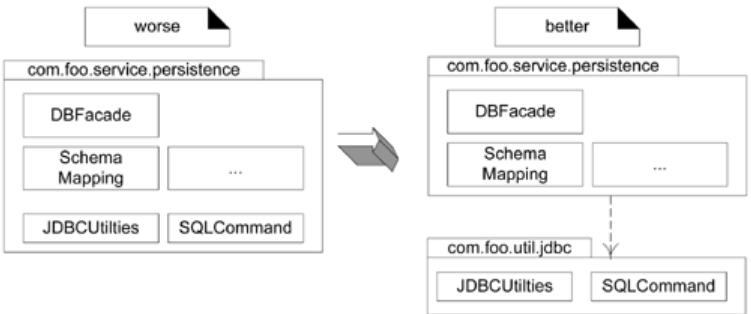 worse
com.foo.service.persistence
DBFacade
Schema
Mapping
...
JDBCUtilties
SQLCommand
better
com.foo.service.persistence
DBFacade
Schema
Mapping
...
com.foo.util.jdbc
JDBCUtilties
SQLCommand